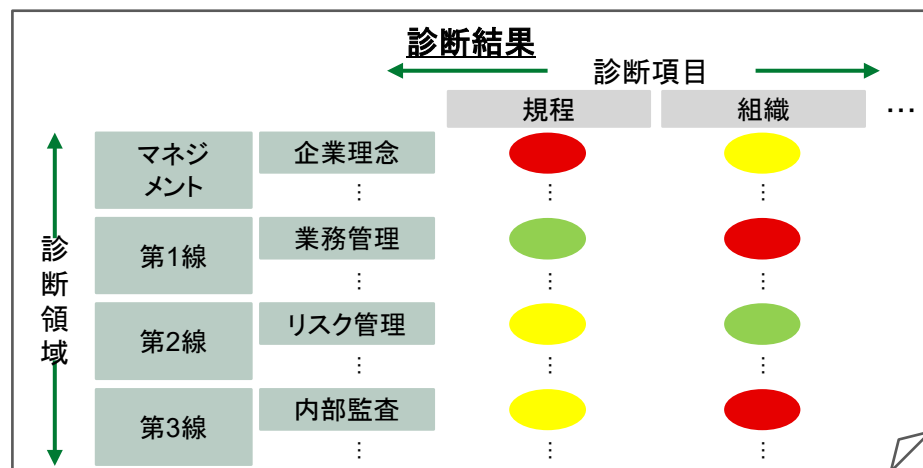 診断結果
診断項目
規程 組織 …
マネジ
メント
企業理念
⋮ ⋮ ⋮
診断領域
第1線
業務管理
⋮ ⋮ ⋮
第2線
リスク管理
⋮ ⋮ ⋮
第3線
内部監査
⋮ ⋮ ⋮